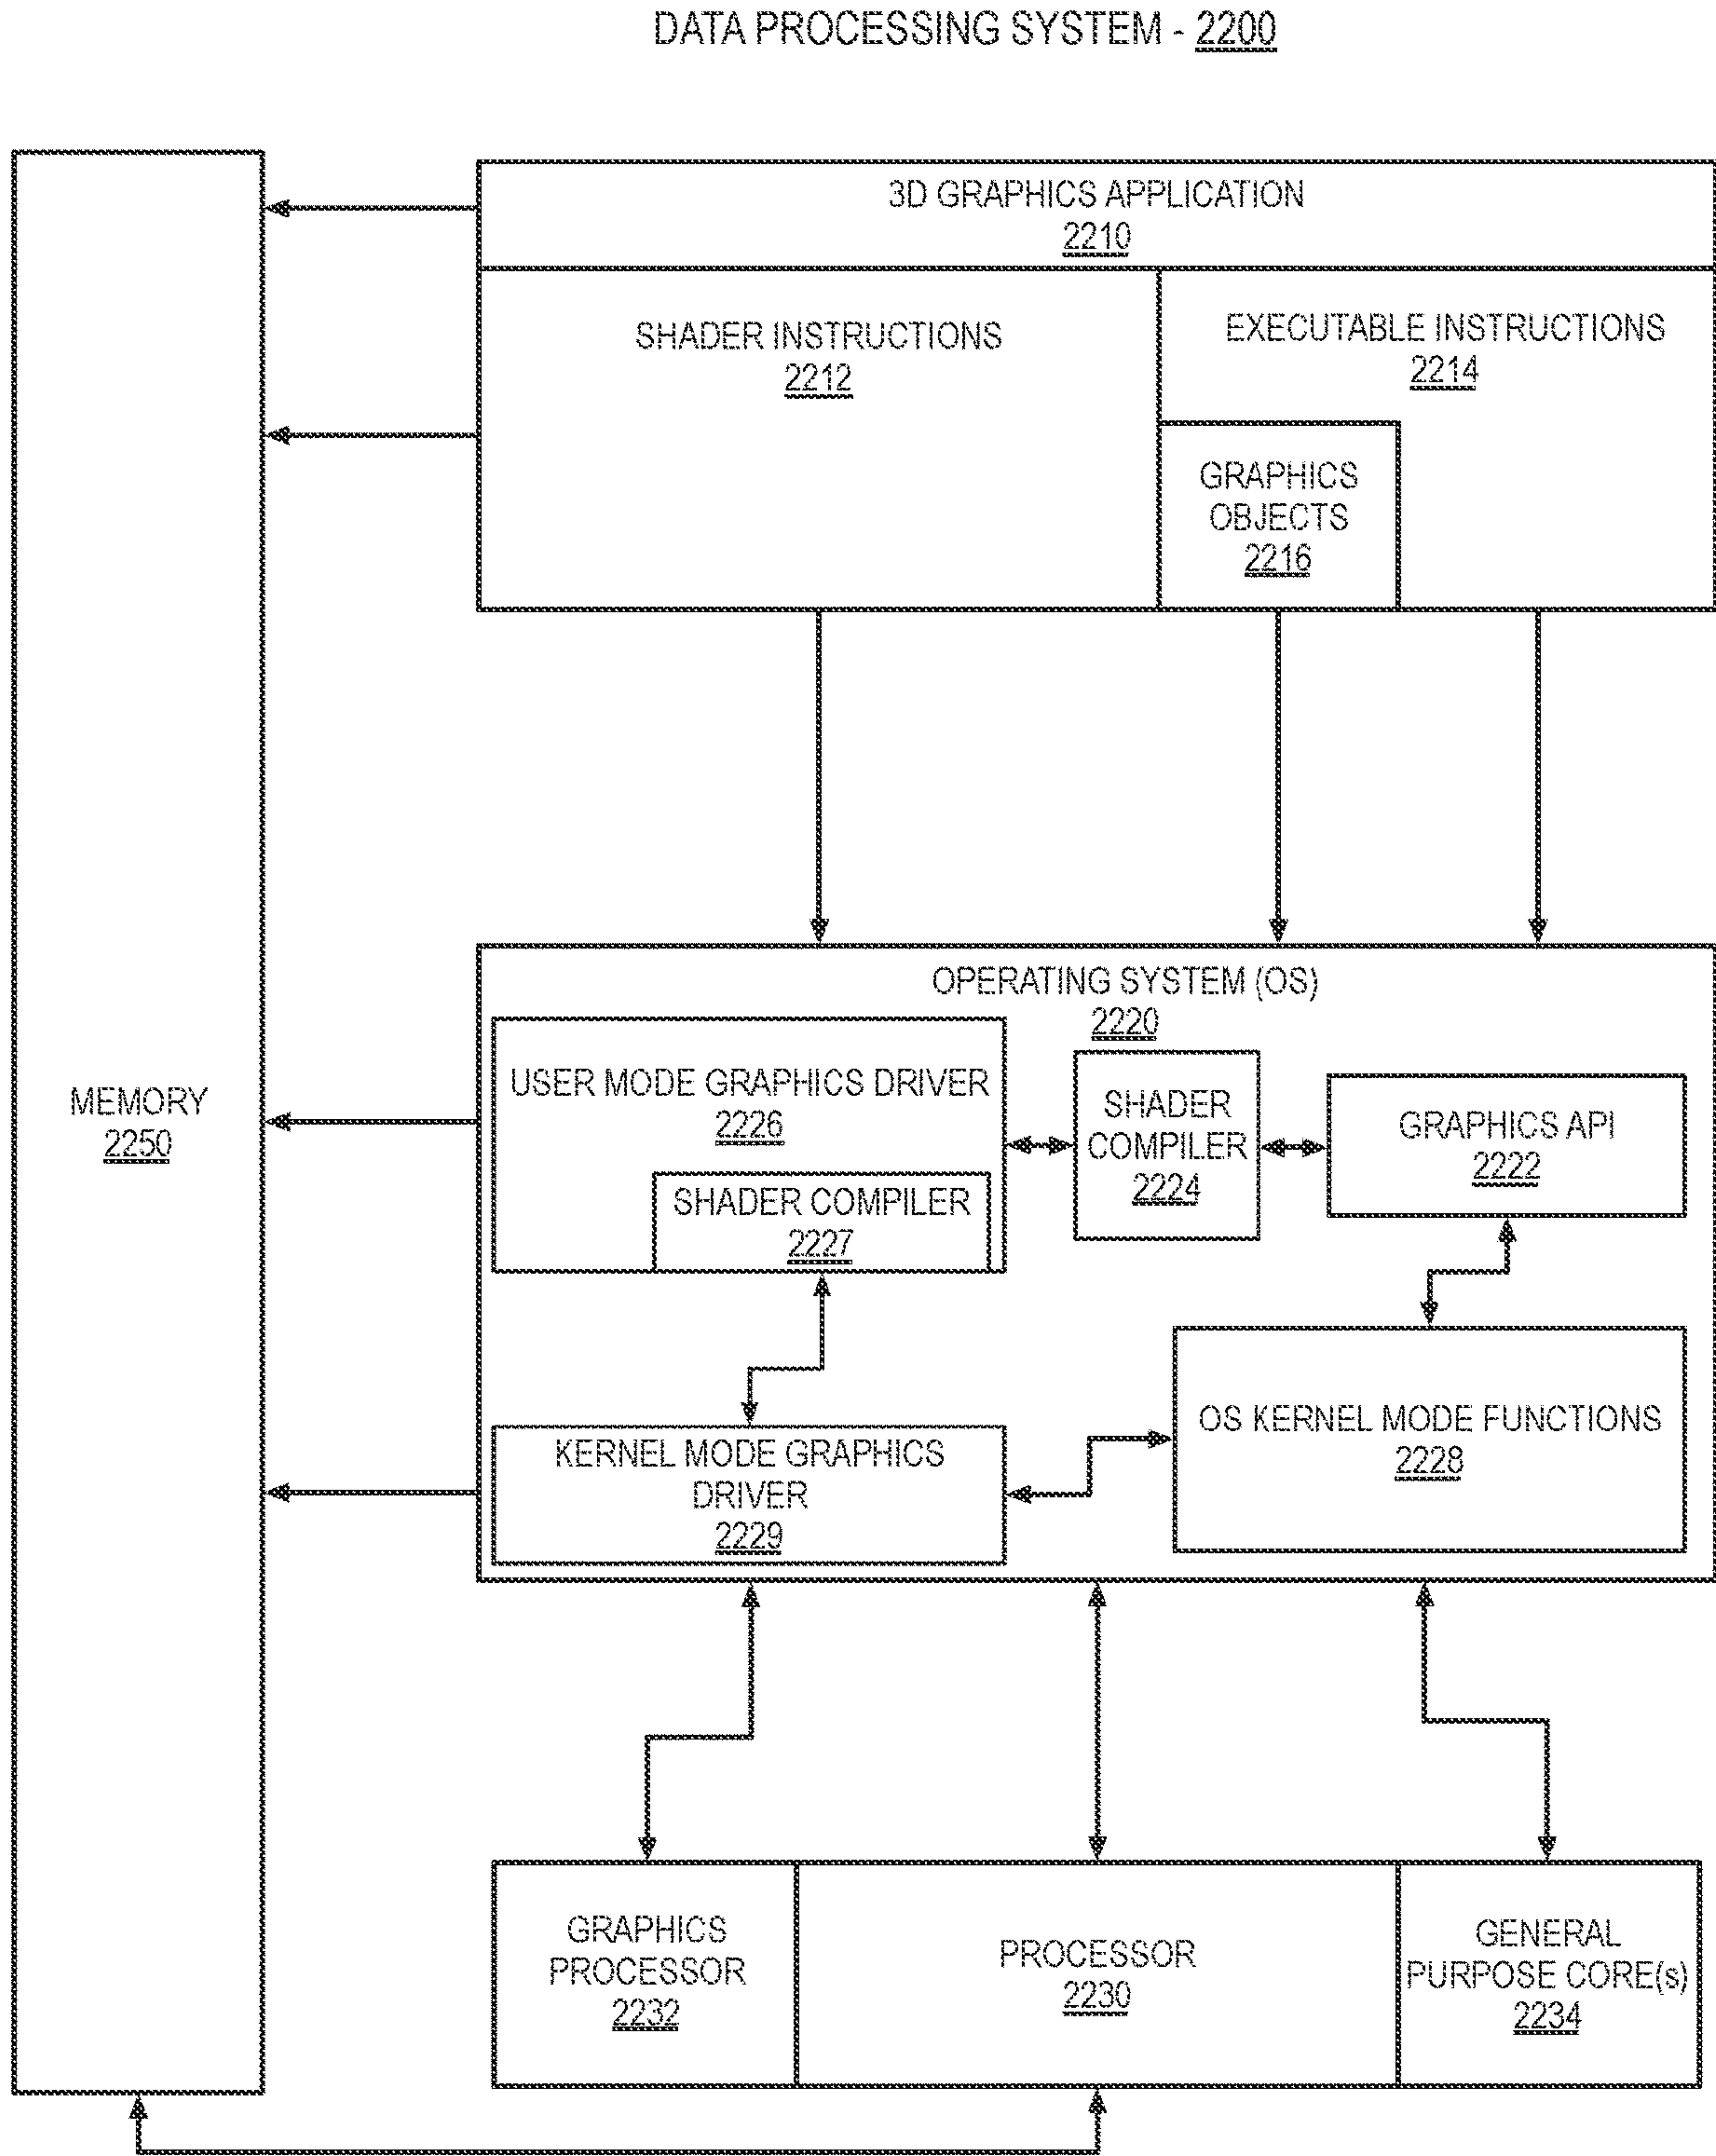 DATA PROCESSING SYSTEM - 2200
3D GRAPHICS APPLICATION
2210
SHADER INSTRUCTIONS
2212
EXECUTABLE INSTRUCTIONS
2214
GRAPHICS
OBJECTS
2216
MEMORY
2250
OPERATING SYSTEM (OS)
2220
USER MODE GRAPHICS DRIVER
2226
SHADER COMPILER
2227
SHADER
COMPILER
2224
GRAPHICS API
2222
KERNEL MODE GRAPHICS
DRIVER
2229
OS KERNEL MODE FUNCTIONS
2228
GRAPHICS
PROCESSOR
2232
PROCESSOR
2230
GENERAL
PURPOSE CORE(s)
2234